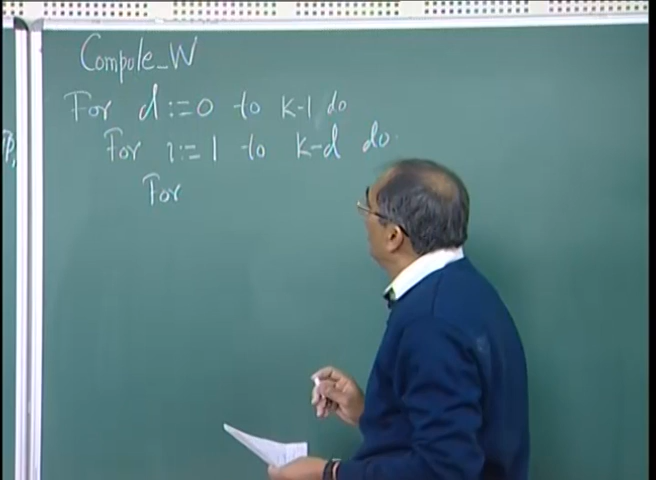 Compute_W
For d := 0 to k-1 do
For i := 1 to k-d do
For